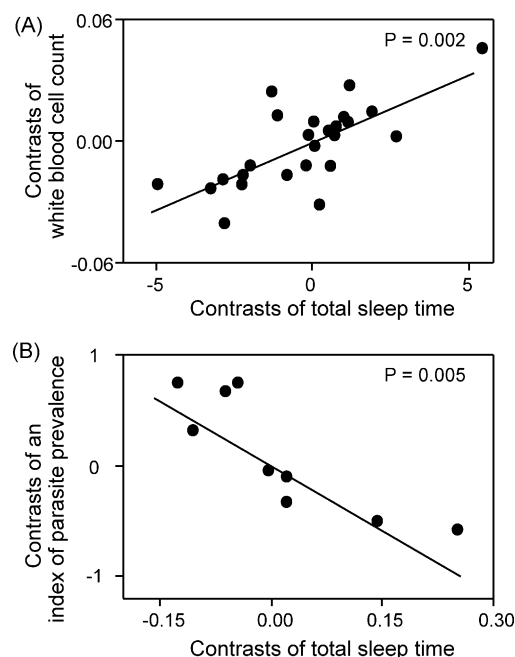 (A)
0.06
P = 0.002
Contrasts of
white blood cell count
0.00
-0.06
-5
0
5
Contrasts of total sleep time
(B)
1
P = 0.005
Contrasts of an
index of parasite prevalence
0
-1
-0.15
0.00
0.15
0.30
Contrasts of total sleep time